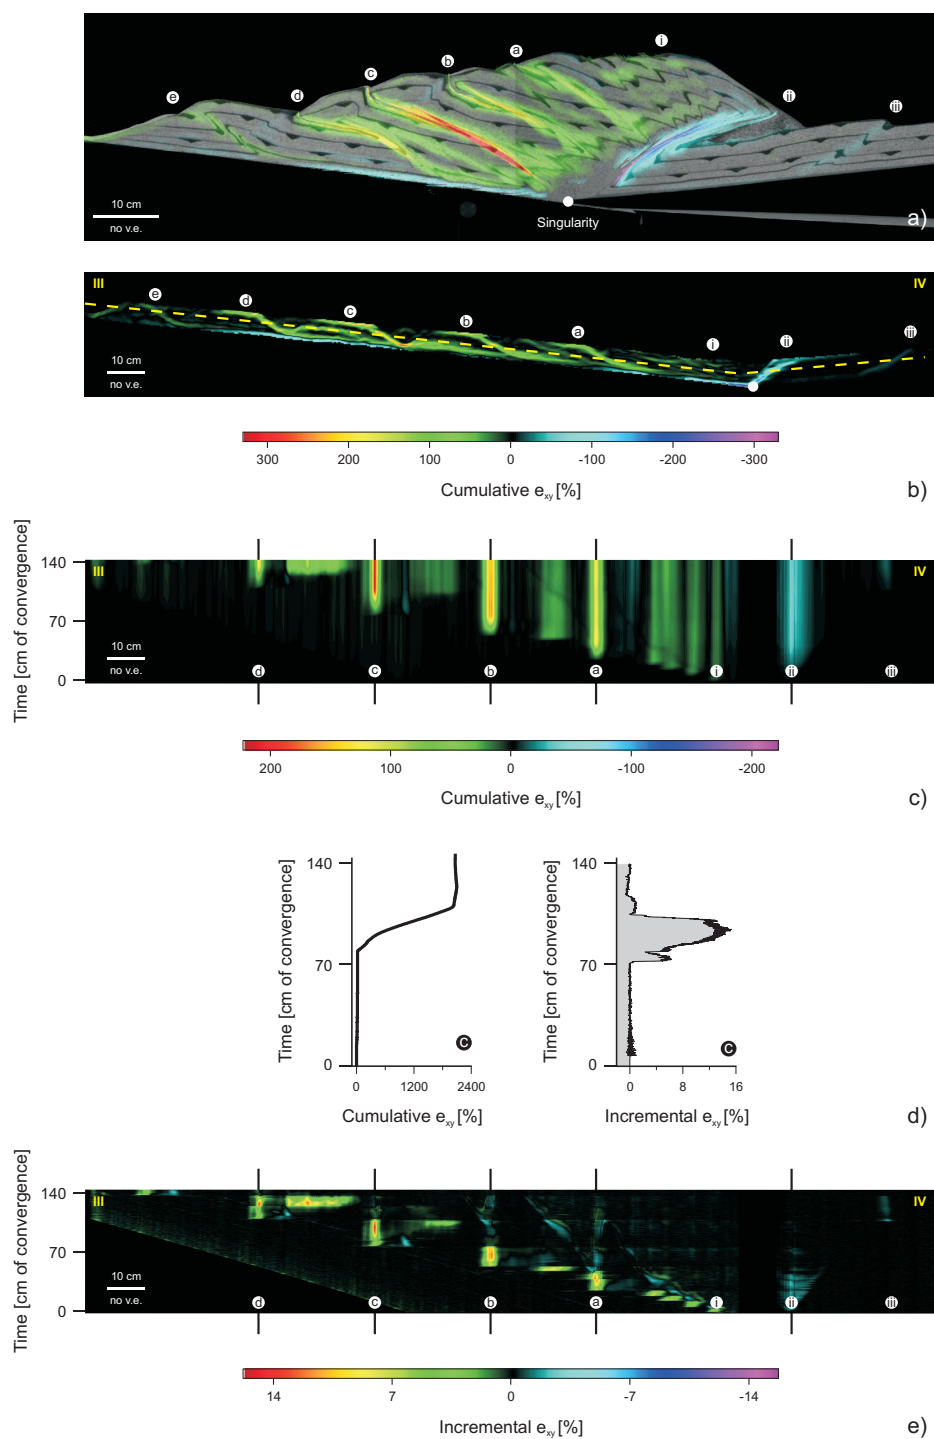 i
a
b
c
d
e
ii
iii
10 cm
no v.e.
Singularity
a)
III
IV
e
d
c
b
a
i
ii
iii
10 cm
no v.e.
300 200 100 0 -100 -200 -300
Cumulative exy [%]
b)
Time [cm of convergence]
140
70
0
III
IV
10 cm
no v.e.
d c b a i ii iii
200 100 0 -100 -200
Cumulative exy [%]
c)
Time [cm of convergence]
140
70
0
C
0 1200 2400
Cumulative exy [%]
Time [cm of convergence]
140
70
0
C
0 8 16
Incremental exy [%]
d)
Time [cm of convergence]
140
70
0
III
IV
10 cm
no v.e.
d c b a i ii iii
14 7 0 -7 -14
Incremental exy [%]
e)